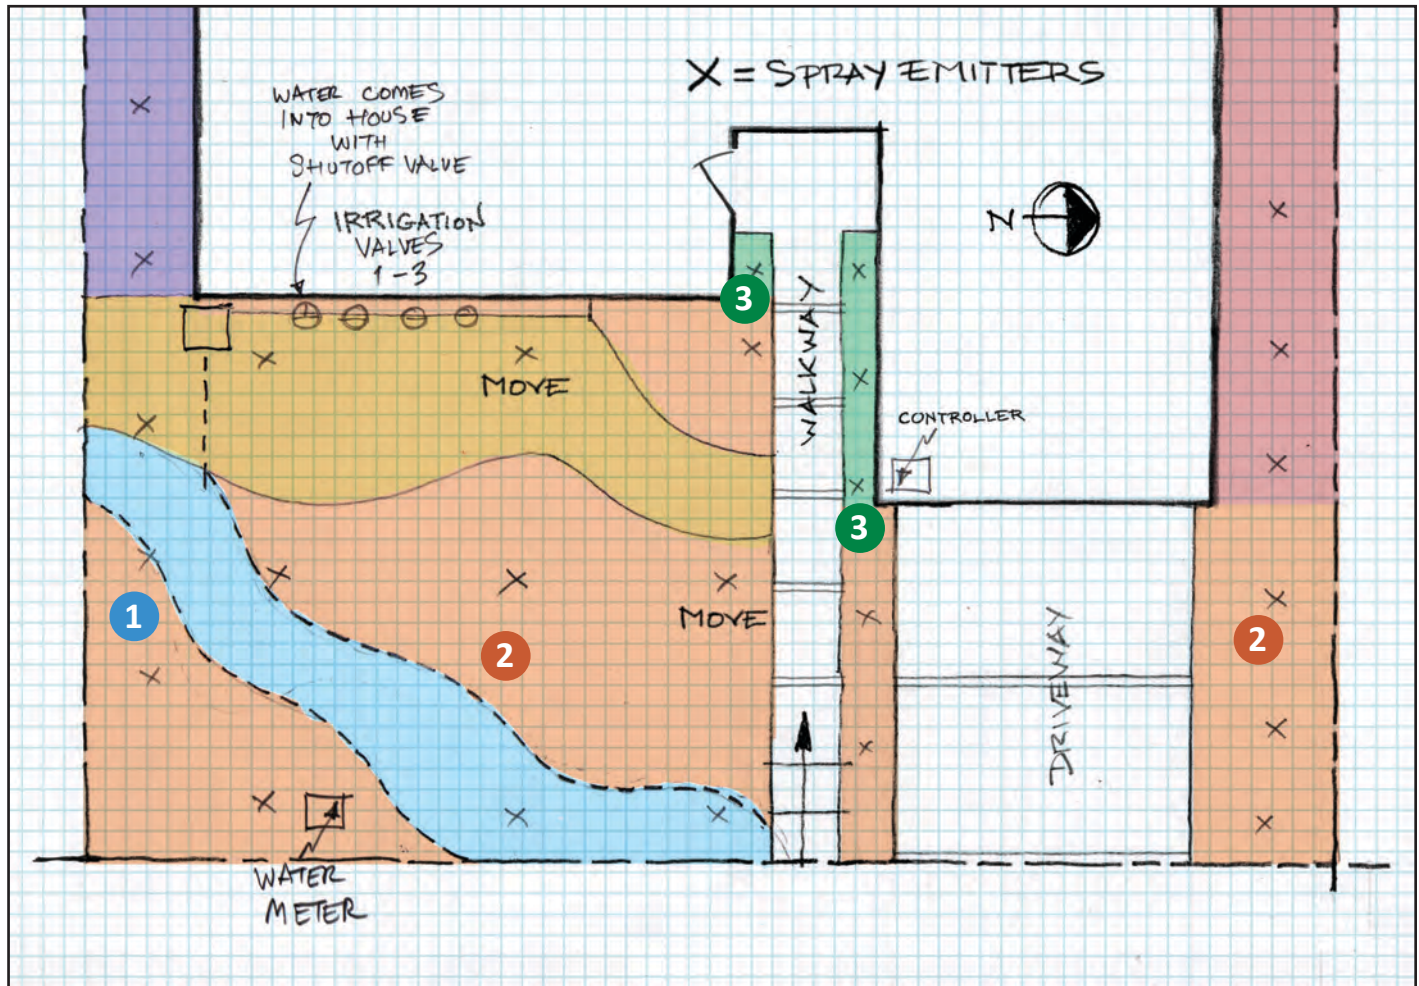 X = SPRAY EMITTERS
WATER COMES
INTO HOUSE
WITH
SHUTOFF VALVE
IRRIGATION
VALVES
1-3
N
3
WALKWAY
MOVE
CONTROLLER
3
1
2
MOVE
DRIVEWAY
2
WATER
METER